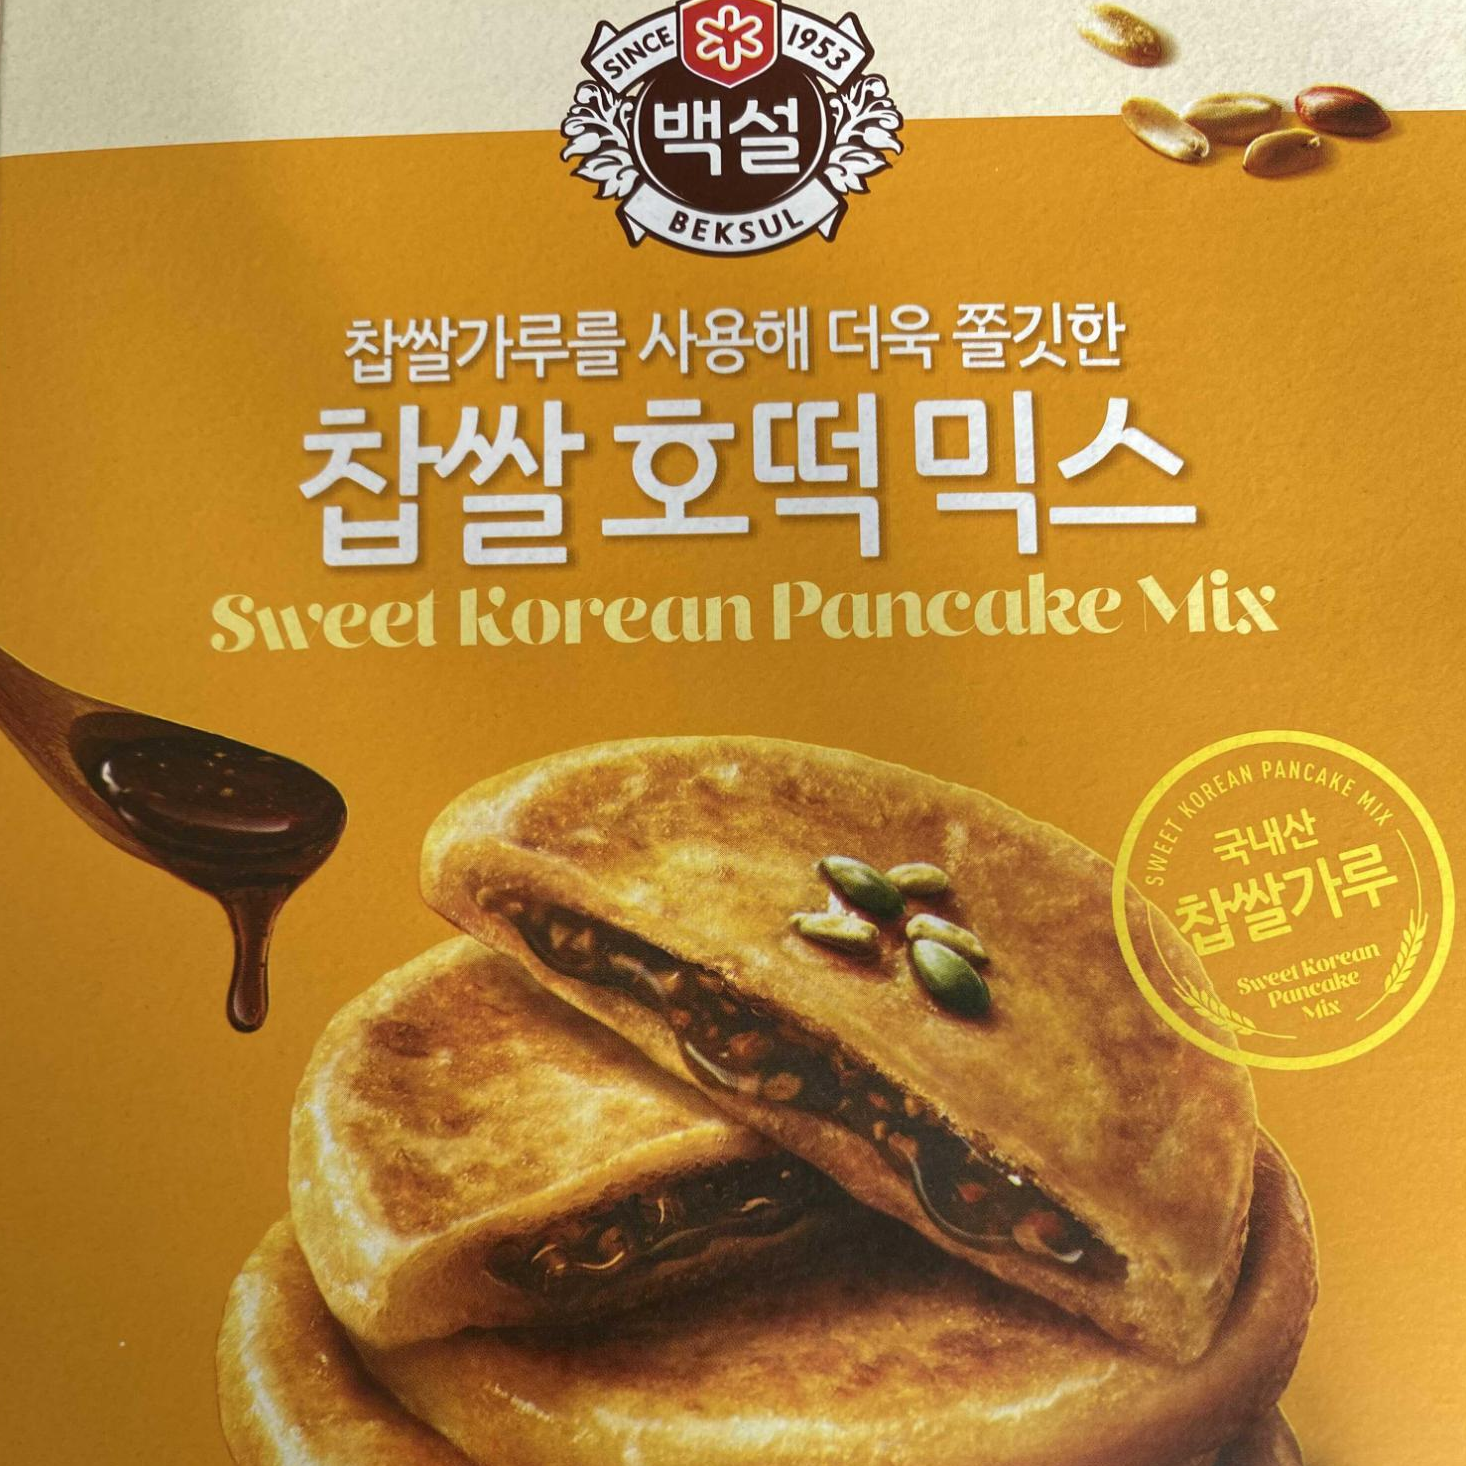 SINCE 1953
백설
BEKSUL
찹쌀가루를 사용해 더욱 쫄깃한
찹쌀호떡믹스
Sweet Korean Pancake Mix
SWEET KOREAN PANCAKE MIX
국내산
찹쌀가루
Sweet Korean
Pancake
Mix